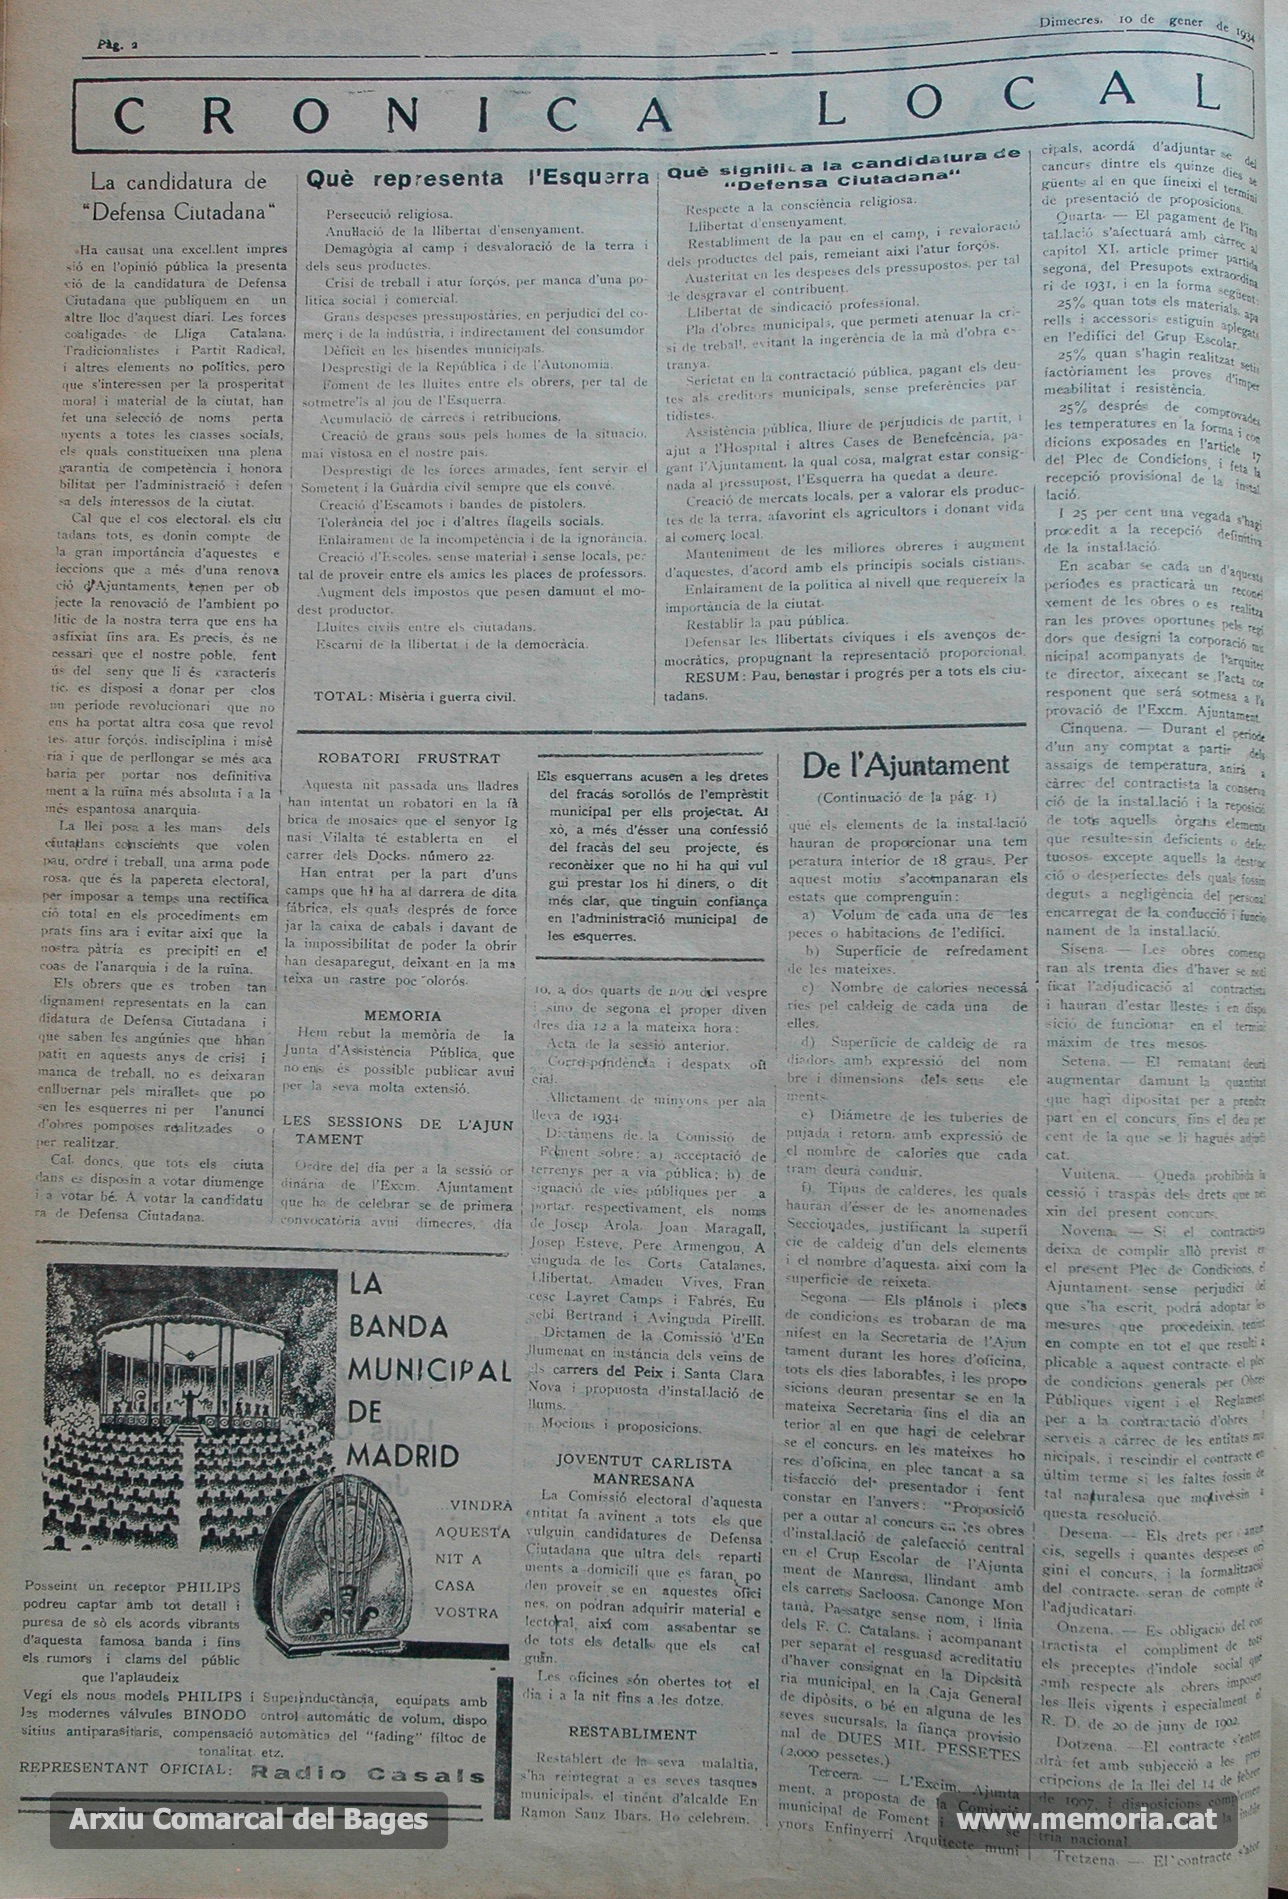 Pàg. 2
Dimecres, 10 de gener de 1934
CRONICA LOCAL
La candidatura de
"Defensa Ciutadana"
«Ha causat una excel.lent impres
sió en l'opinió pública la presenta
ció de la candidatura de Defensa
Ciutadana que publiquem en un
altre lloc d'aquest diari. Les forces
coaligades de Lliga Catalana,
Tradicionalistes i Partit Radical,
i altres elements no polítics, pero
que s'interessen per la prosperitat
moral i material de la ciutat, han
fet una selecció de noms perta
nyents a totes les classes socials,
els quals constitueixen una plena
garantia de competència i honora
bilitat per l'administració i defen
sa dels interessos de la ciutat.
Cal que el cos electoral, els ciu
tadans tots, es donin compte de
la gran importància d'aquestes e
leccions que a més d'una renova
ció d'Ajuntaments, tenen per ob
jecte la renovació de l'ambient po
lític de la nostra terra que ens ha
asfixiat fins ara. Es precis, és ne
cessari que el nostre poble, fent
ús del seny que li és caracterís
tic, es disposi a donar per clos
un periode revolucionari que no
ens ha portat altra cosa que revol
tes, atur forçós, indisciplina i misè
ria i que de perllongar se més aca
baria per portar nos definitiva
ment a la ruïna més absoluta i a la
més espantosa anarquia.
La llei posa a les mans dels
ciutadans conscients que volen
pau, ordre i treball, una arma pode
rosa, que és la papereta electoral,
per imposar a temps una rectifica
ció total en els procediments em
prats fins ara i evitar aixi que la
nostra pàtria es precipiti en el
coas de l'anarquia i de la ruïna.
Els obrers que es troben tan
dignament representats en la can
didatura de Defensa Ciutadana i
que saben les angúnies que hhan
patit en aquests anys de crisi i
manca de treball, no es deixaran
enlluernar pels mirallets que po
sen les esquerres ni per l'anunci
d'obres pomposes realitzades o
per realitzar.
Cal, doncs, que tots els ciuta
dans es disposin a votar diumenge
i a votar bé. A votar la candidatu
ra de Defensa Ciutadana.
Què representa l'Esquerra
Persecució religiosa.
Anul·lació de la llibertat d'ensenyament.
Demagògia al camp i desvaloració de la terra i
dels seus productes.
Crisi de treball i atur forçós, per manca d'una po-
lítica social i comercial.
Grans despeses pressupostàries, en perjudici del co-
merç i de la indústria, i indirectament del consumdor
Dèficit en les hisendes municipals.
Desprestigi de la República i de l'Autonomia.
Foment de les lluites entre els obrers, per tal de
sotmetre'ls al jou de l'Esquerra.
Acumulació de càrrecs i retribucions.
Creació de grans sous pels homes de la situació,
mai vistosa en el nostre país.
Desprestigi de les forces armades, fent servir el
Sometent i la Guàrdia civil sempre que els convé.
Creació d'Escamots i bandes de pistolers.
Tolerància del joc i d'altres flagells socials.
Enlairament de la incompetència i de la ignorància.
Creació d'Escoles, sense material i sense locals, per
tal de proveir entre els amics les places de professors.
Augment dels impostos que pesen damunt el mo-
dest productor.
Lluites civils entre els ciutadans.
Escarni de la llibertat i de la democràcia.
TOTAL: Misèria i guerra civil.
Què significa la candidatura de
"Defensa Ciutadana"
Respecte a la consciència religiosa.
Llibertat d'ensenyament.
Restabliment de la pau en el camp, i revaloració
dels productes del país, remeiant així l'atur forçós.
Austeritat en les despeses dels pressupostos, per tal
de desgravar el contribuent.
Llibertat de sindicació professional.
Pla d'obres municipals, que permeti atenuar la cri-
si de treball, evitant la ingerència de la mà d'obra es-
tranya.
Serietat en la contractació pública, pagant els deu-
tes als creditors municipals, sense preferències par
tidistes.
Assistència pública, lliure de perjudicis de partit, i
ajut a l'Hospital i altres Cases de Benefcència, pa-
gant l'Ajuntament, la qual cosa, malgrat estar consig-
nada al pressupost, l'Esquerra ha quedat a deure.
Creació de mercats locals, per a valorar els produc-
tes de la terra, afavorint els agricultors i donant vida
al comerç local.
Manteniment de les millores obreres i augment
d'aquestes, d'acord amb els principis socials cistians.
Enlairament de la política al nivell que requereix la
importància de la ciutat.
Restablir la pau pública.
Defensar les llibertats civiques i els avenços de-
mocràtics, propugnant la representació proporcional.
RESUM: Pau, benestar i progrés per a tots els ciu-
tadans.
ROBATORI FRUSTRAT
Aquesta nit passada uns lladres
han intentat un robatori en la fà
brica de mosaics que el senyor Ig
nasi Vilalta té establerta en el
carrer dels Docks, número 22.
Han entrat per la part d'uns
camps que hi ha al darrera de dita
fàbrica, els quals després de force
jar la caixa de cabals i davant de
la impossibilitat de poder la obrir
han desaparegut, deixant en la ma
teixa un rastre poc olorós.
MEMORIA
Hem rebut la memòria de la
Junta d'Assistència Pública, que
no ens és possible publicar avui
per la seva molta extensió.
LES SESSIONS DE L'AJUN
TAMENT
Ordre del dia per a la sessió or
dinària de l'Excm. Ajuntament
que ha de celebrar se de primera
convocatòria avui dimecres, día
Els esquerrans acusen a les dretes
del fracás sorollós de l'emprèstit
municipal per ells projectat. Al
xò, a més d'ésser una confessió
del fracàs del seu projecte, és
reconèixer que no hi ha qui vul
gui prestar los hi diners, o dit
més clar, que tinguin confiança
en l'administració municipal de
les esquerres.
10, a dos quarts de nou del vespre
i sino de segona el proper diven
dres dia 12 a la mateixa hora:
Acta de la sessió anterior.
Correspondència i despatx ofi
cial.
Allictament de minyons per ala
lleva de 1934.
Dictàmens de la Comissió de
Foment sobre: a) acceptació de
terrenys per a via pública; b) de
signació de vies públiques per a
portar, respectivament, els noms
de Josep Arola, Joan Maragall,
Josep Esteve, Pere Armengou, A
vinguda de les Corts Catalanes,
Llibertat, Amadeu Vives, Fran
cesc Layret Camps i Fabrés, Eu
sebi Bertrand i Avinguda Pirelli.
Dictamen de la Comissió 'd'En
llumenat en instància dels veins de
els carrers del Peix i Santa Clara
Nova i propuosta d'instal·lació de
llums.
Mocions i proposicions.
JOVENTUT CARLISTA
MANRESANA
La Comissió electoral d'aquesta
entitat fa avinent a tots els que
vulguin candidatures de Defensa
Ciutadana que ultra dels reparti
ments a domicili que es faran, po
den proveir se en aquestes ofici
nes, on podran adquirir material e
lectoral, així com assabentar se
de tots els detalls que els cal
guin.
Les oficines són obertes tot el
dia i a la nit fins a les dotze.
RESTABLIMENT
Restablert de la seva malaltia,
s'ha reintegrat a es seves tasques
municipals, el tinent d'alcalde En
Ramon Sanz Ibars. Ho celebrem.
De l'Ajuntament
(Continuació de la pàg. 1)
què els elements de la instal·lació
hauran de proporcionar una tem
peratura interior de 18 graus. Per
aquest motiu s'acompanaran els
estats que comprenguin:
a) Volum de cada una de les
peces o habitacions de l'edifici.
b) Superfície de refredament
de les mateixes.
c) Nombre de calories necessà
ries pel caldeig de cada una de
elles.
d) Superfície de caldeig de ra
diadors amb expressió del nom
bre i dimensions dels seus ele
ments.
e) Diàmetre de les tuberies de
pujada i retorn, amb expressió de
el nombre de calories que cada
tram deurà conduir.
f) Tipus de calderes, les quals
hauran d'ésser de les anomenades
Seccionades, justificant la superfí
cie de caldeig d'un dels elements
i el nombre d'aquesta, aixi com la
superficie de reixeta.
Segona. — Els plánols i plecs
de condicions es trobaran de ma
nifest en la Secretaria de l'Ajun
tament durant les hores d'oficina,
tots els dies laborables, i les propo
sicions deuran presentar se en la
mateixa Secretaria fins el dia an
terior al en que hagi de celebrar
se el concurs, en les mateixes ho
res d'oficina, en plec tancat a sa
tisfacció del presentador i fent
constar en l'anvers: "Proposició
per a outar al concurs en les obres
d'instal.lació de calefacció central
en el Crup Escolar de l'Ajunta
ment de Manresa, llindant amb
els carrers Sacloosa, Canonge Mon
tanà, Passatge sense nom, i línia
dels F. C. Catalans, i acompanant
per separat el resguasd acreditatiu
d'haver consignat en la Dipositá
ria municipal, en la Caja General
de dipòsits, o bé en alguna de les
seves sucursals, la fiança provisio
nal de DUES MIL PESSETES
(2.000 pessetes.)
Tercera. — L'Excim. Ajunta
ment, a proposta de la Comissió
municipal de Foment i se
ynors Enfinyerri Arquitecte muni
cipals, acordá d'adjuntar se del
cancurs dintre els quinze dies se
güents al en que fineixi el termini
de presentació de proposicions.
Quarta. — El pagament de l'ins
tal·lació s'afectuarà amb càrrec al
capítol XI, article primer partida
segona, del Presupots extraordina
ri de 1931, i en la forma següent:
25% quan tots els materials, apa
rells i accessoris estiguin aplegats
en l'edifici del Grup Escolar.
25% quan s'hagin realitzat satis
factòriament les proves d'imper
meabilitat i resistència.
25% després de comprovades
les temperatures en la forma i con
dicions exposades en l'article 17
del Plec de Condicions, i feta la
recepció provisional de la instal
lació.
I 25 per cent una vegada s'hagi
procedit a la recepció definitiva
de la instal·lació.
En acabar se cada un d'aquests
períodes es practicarà un reconei
xement de les obres o es realitza
ran les proves oportunes pels regi
dors que designi la corporació mu
nicipal acompanyats de l'arquitec
te director, aixecant se l'acta cor
responent que será sotmesa a l'a
provació de l'Excm. Ajuntament.
Cinquena. — Durant el periode
d'un any comptat a partir dels
assaigs de temperatura, anirà a
càrrec del contractista la conserva
ció de la instal.lació i la reposició
de tots aquells òrgans elements
que resultessin deficients o defec
tuosos, excepte aquells la destruc
ció o desperfectes dels quals fossin
deguts a negligència del personal
encarregat de la conducció i funcio
nament de la instal.lació.
Sisena. — Les obres comença
ran als trenta dies d'haver se noti
ficat l'adjudicació al contractista
i hauran d'estar llestes i en dispo
sició de funcionar en el termini
màxim de tres mesos.
Setena. — El rematant deurá
augmentar damunt la quantitat
que hagi dipositat per a prendre
part en el concurs, fins el deu per
cent de la que se li hagués adjudi
cat.
Vuitena. — Queda prohibida la
cessió i traspàs dels drets que nei
xin del present concurs.
Novena. — Si el contractista
deixa de complir allò previst en
el present Plec de Condicions, el
Ajuntament sense perjudici del
que s'ha escrit, podrá adoptar les
mesures que procedeixin, tenint
en compte en tot el que resulti a
plicable a aquest contracte, el plec
de condicions generals per Obres
Públiques vigent i el Reglament
per a la contractació d'obres i
serveis a càrrec de les entitats mu
nicipals, i rescindir el contracte en
últim terme si les faltes fossin de
tal naturalesa que motivessin a
questa resolució.
Desena. — Els drets per anun
cis, segells i quantes despeses ori
gini el concurs, i la formalització
del contracte, seran de compte de
l'adjudicatari.
Onzena. — Es obligació del con
tractista el compliment de tots
els preceptes d'índole social que
amb respecte als obrers imposen
les lleis vigents i especialment el
R. D. de 20 de juny de 1902.
Dotzena. — El contracte s'enten
drà fet amb subjecció a les pres
cripcions de la llei del 14 de febrer
de 1907, i disposicions complemen
tria nacional.
Tretzena. — El contracte s'ator
LA
BANDA
MUNICIPAL
DE
MADRID
...VINDRÀ
AQUESTA
NIT A
CASA
VOSTRA
Posseint un receptor PHILIPS
podreu captar amb tot detall i
puresa de sò els acords vibrants
d'aquesta famosa banda i fins
els rumors i clams del públic
que l'aplaudeix
Vegi els nous models PHILIPS i Superinductància, equipats amb
les modernes válvules BINODO ontrol automátic de volum, dispo
sitius antiparasitaris, compensació automàtica del "fading" filtoc de
tonalitat etc.
REPRESENTANT OFICIAL: Radio Casals
Arxiu Comarcal del Bages
www.memoria.cat